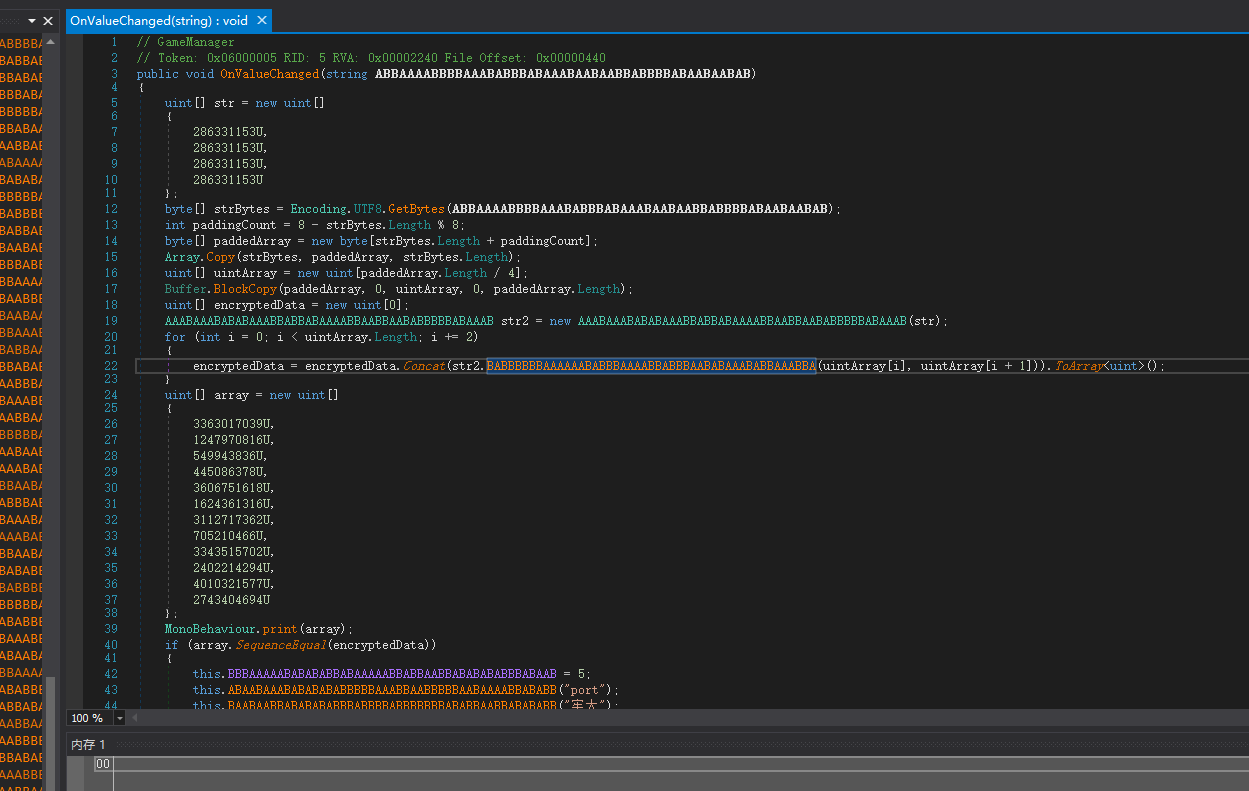 OnValueChanged(string) : void
1 // GameManager
2 // Token: 0x06000005 RID: 5 RVA: 0x00002240 File Offset: 0x00000440
3 public void OnValueChanged(string ABBAAAABBBBAAABABBBABAAABAABAABBABBBBABAABAABAB)
4 {
5 uint[] str = new uint[]
6 {
7 286331153U,
8 286331153U,
9 286331153U,
10 286331153U
11 };
12 byte[] strBytes = Encoding.UTF8.GetBytes(ABBAAAABBBBAAABABBBABAAABAABAABBABBBBABAABAABAB);
13 int paddingCount = 8 - strBytes.Length % 8;
14 byte[] paddedArray = new byte[strBytes.Length + paddingCount];
15 Array.Copy(strBytes, paddedArray, strBytes.Length);
16 uint[] uintArray = new uint[paddedArray.Length / 4];
17 Buffer.BlockCopy(paddedArray, 0, uintArray, 0, paddedArray.Length);
18 uint[] encryptedData = new uint[0];
19 AAABAAABABABAAABBABBABAAAABBAABBAABABBBBBABAAAB str2 = new AAABAAABABABAAABBABBABAAAABBAABBAABABBBBBABAAAB(str);
20 for (int i = 0; i < uintArray.Length; i += 2)
21 {
22 encryptedData = encryptedData.Concat(str2.BABBBBBBAAAAAABABBBAAAABBABBBAABABAAABABBAAABBA(uintArray[i], uintArray[i + 1])).ToArray<uint>();
23 }
24 uint[] array = new uint[]
25 {
26 3363017039U,
27 1247970816U,
28 549943836U,
29 445086378U,
30 3606751618U,
31 1624361316U,
32 3112717362U,
33 705210466U,
34 3343515702U,
35 2402214294U,
36 4010321577U,
37 2743404694U
38 };
39 MonoBehaviour.print(array);
40 if (array.SequenceEqual(encryptedData))
41 {
42 this.BBBAAAAABABABABBABAAAAABBABBAABBABABABABBBABAAB = 5;
43 this.ABAABAAABABABABABBBBBAAABBAABBBBBAABAAAABBABABB("port");
44 this.("牢大");
100 %
内存 1
00